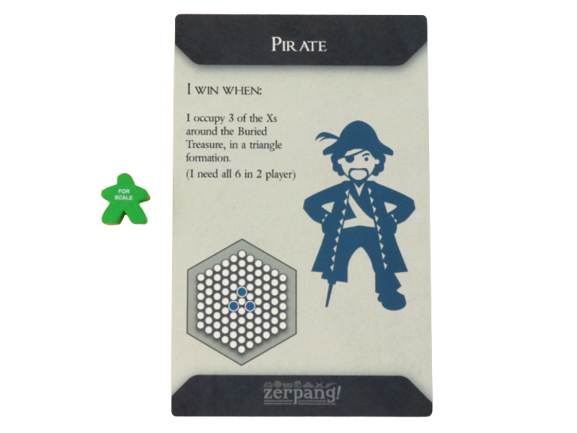 PIRATE
I WIN WHEN:
I occupy 3 of the Xs
around the Buried
Treasure, in a triangle
formation.
(I need all 6 in 2 player)
FOR
SCALE
zerpang!